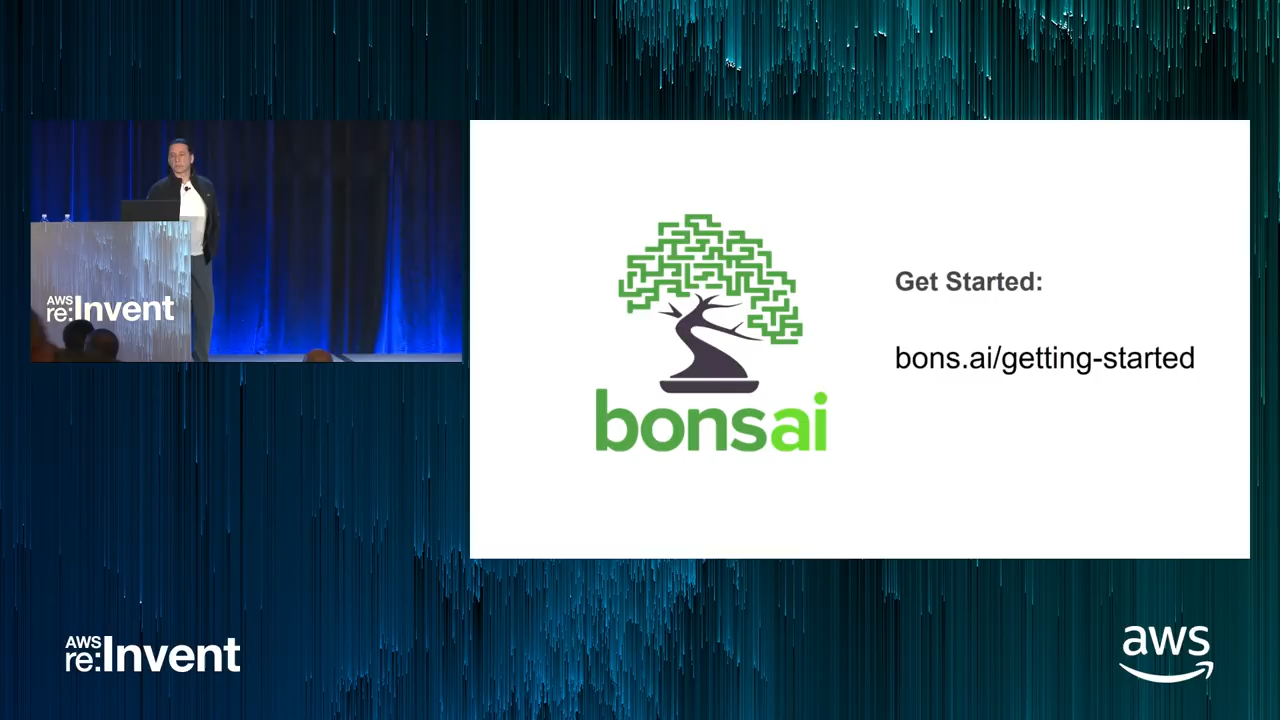 AWS
re:Invent
bonsai
Get Started:
bons.ai/getting-started
AWS
re:Invent
aws